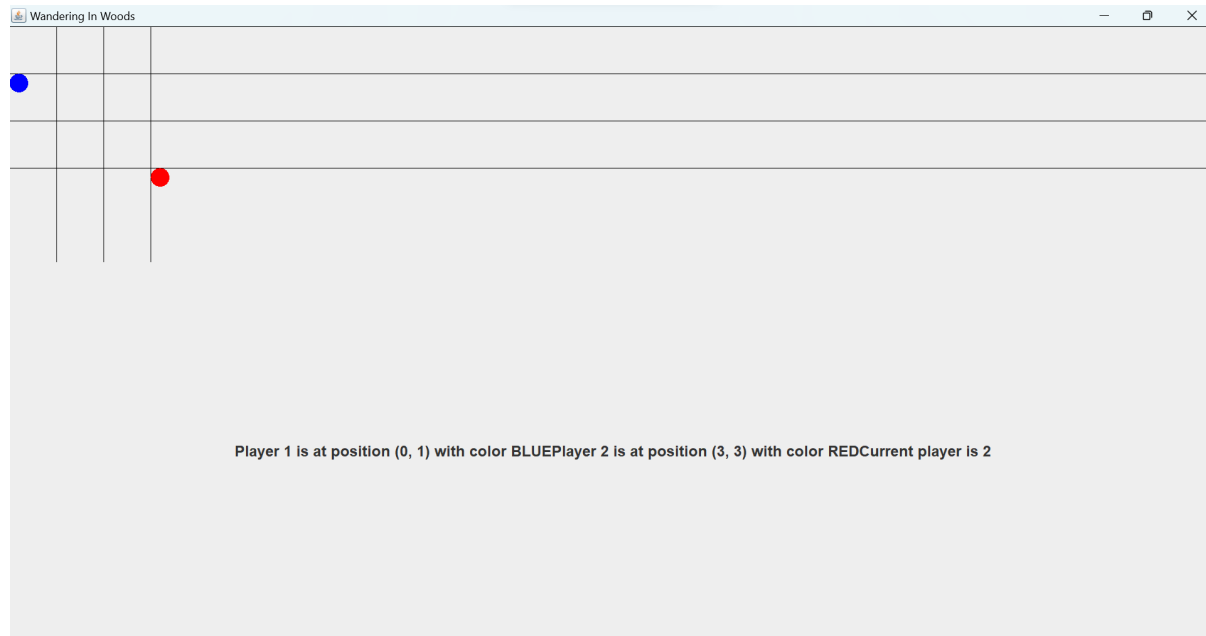 Wandering In Woods
Player 1 is at position (0, 1) with color BLUEPlayer 2 is at position (3, 3) with color REDCurrent player is 2